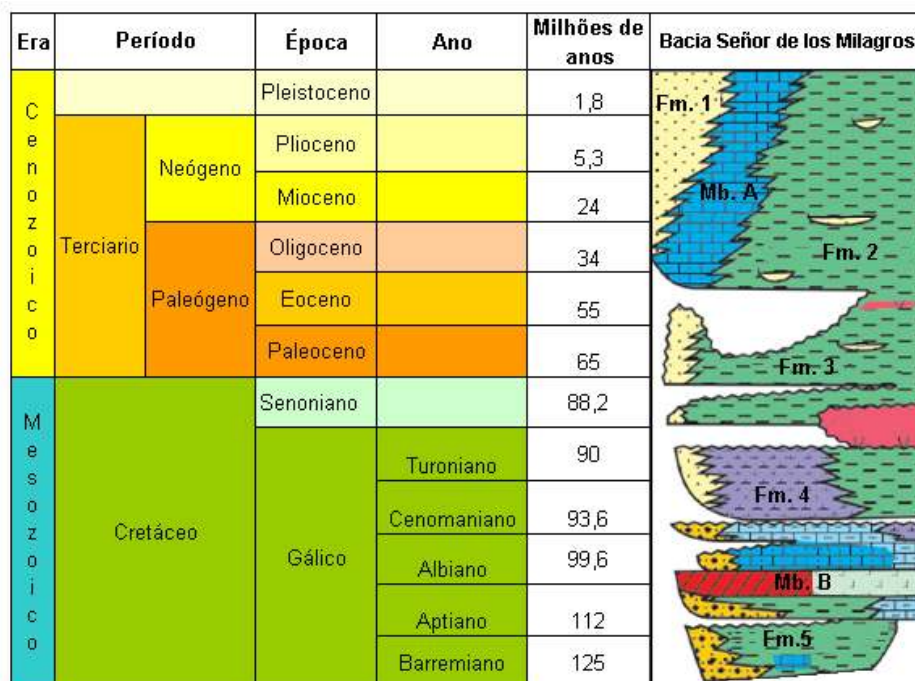 Era Período Época Ano Milhões de anos Bacia Señor de los Milagros
Cenozoico
Pleistoceno 1,8
Terciario
Neógeno
Plioceno 5,3
Mioceno 24
Paleógeno
Oligoceno 34
Eoceno 55
Paleoceno 65
Mesozoico
Cretáceo
Senoniano 88,2
Gálico
Turoniano 90
Cenomaniano 93,6
Albiano 99,6
Aptiano 112
Barremiano 125
Fm. 1
Mb. A
Fm. 2
Fm. 3
Fm. 4
Mb. B
Fm.5